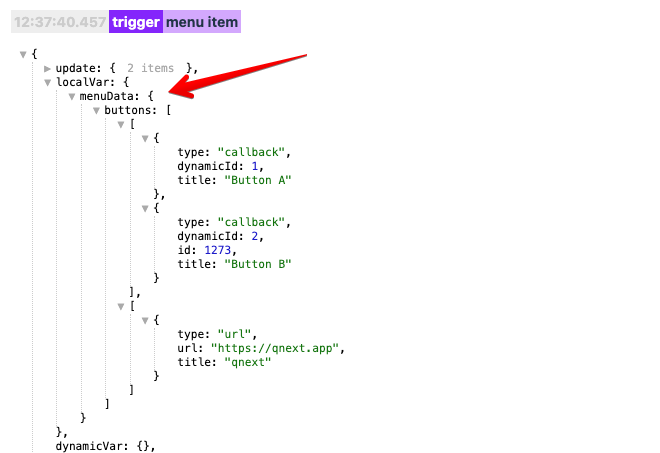 12:37:40.457 trigger menu item
{
update: { 2 items },
localVar: {
menuData: {
buttons: [
[
{
type: "callback",
dynamicId: 1,
title: "Button A"
},
{
type: "callback",
dynamicId: 2,
id: 1273,
title: "Button B"
}
],
[
{
type: "url",
url: "https://qnext.app",
title: "qnext"
}
]
]
}
},
dynamicVar: {},